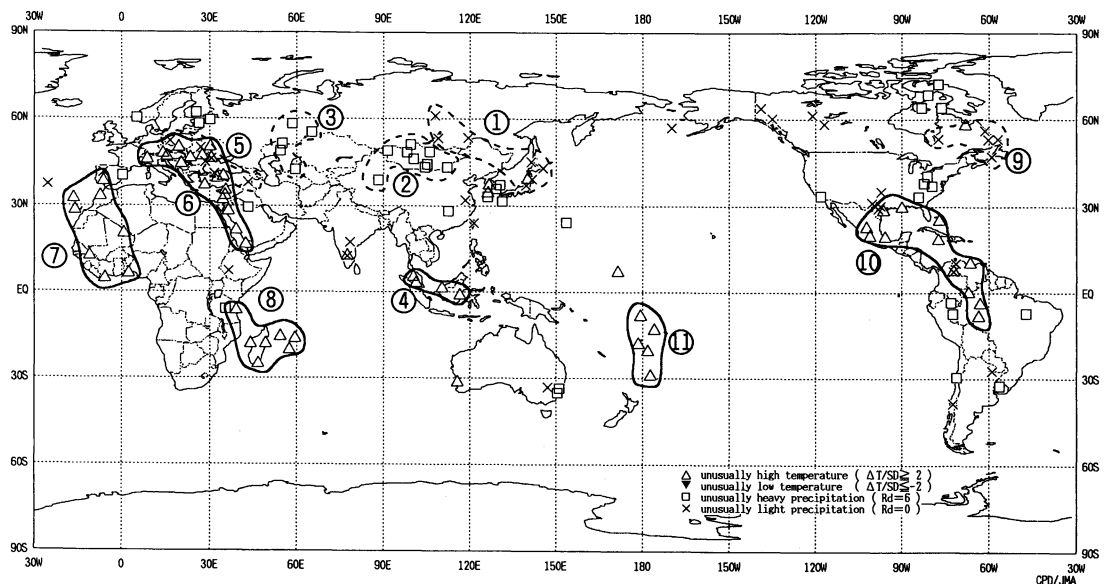 30W 0 30E 60E 90E 120E 150E 180 150W 120W 90W 60W 30W
90N 90N
60N 60N
③ ①
⑤ ② ⑨
⑥
30N 30N
⑦ ⑩
⑧ ④
EQ EQ
⑪
30S 30S
60S 60S
△ unusually high temperature ( ΔT/SD≧ 2 )
▼ unusually low temperature ( ΔT/SD≦-2 )
□ unusually heavy precipitation ( Rd=6 )
× unusually light precipitation ( Rd=0 )
90S 90S
30W 0 30E 60E 90E 120E 150E 180 150W 120W 90W 60W 30W
CPD/JMA